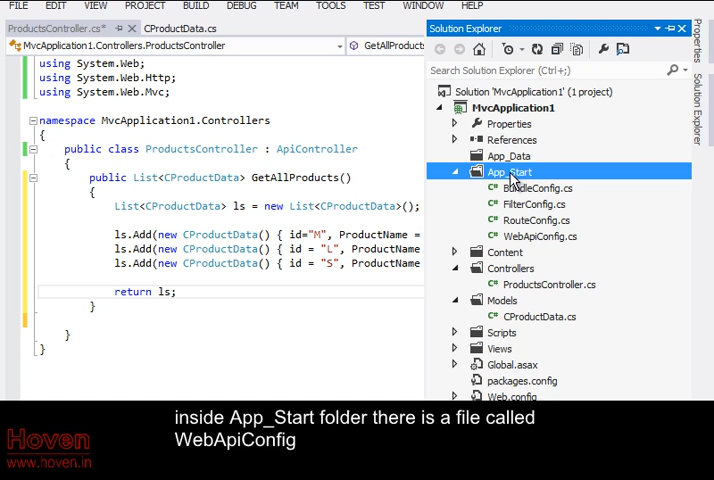 FILE EDIT VIEW PROJECT BUILD DEBUG TEAM TOOLS TEST WINDOW HELP
ProductsController.cs* CProductData.cs
MvcApplication1.Controllers.ProductsController GetAllProducts
using System.Web;
using System.Web.Http;
using System.Web.Mvc;
namespace MvcApplication1.Controllers
{
public class ProductsController : ApiController
{
public List<CProductData> GetAllProducts()
{
List<CProductData> ls = new List<CProductData>();
ls.Add(new CProductData() { id="M", ProductName =
ls.Add(new CProductData() { id = "L", ProductName
ls.Add(new CProductData() { id = "S", ProductName
return ls;
}
}
}
Solution Explorer
Search Solution Explorer (Ctrl+;)
Solution 'MvcApplication1' (1 project)
MvcApplication1
Properties
References
App_Data
App_Start
BundleConfig.cs
FilterConfig.cs
RouteConfig.cs
WebApiConfig.cs
Content
Controllers
ProductsController.cs
Models
CProductData.cs
Scripts
Views
Global.asax
packages.config
Web.config
Properties
Solution Explorer
inside App_Start folder there is a file called
WebApiConfig
Hoven
www.hoven.in